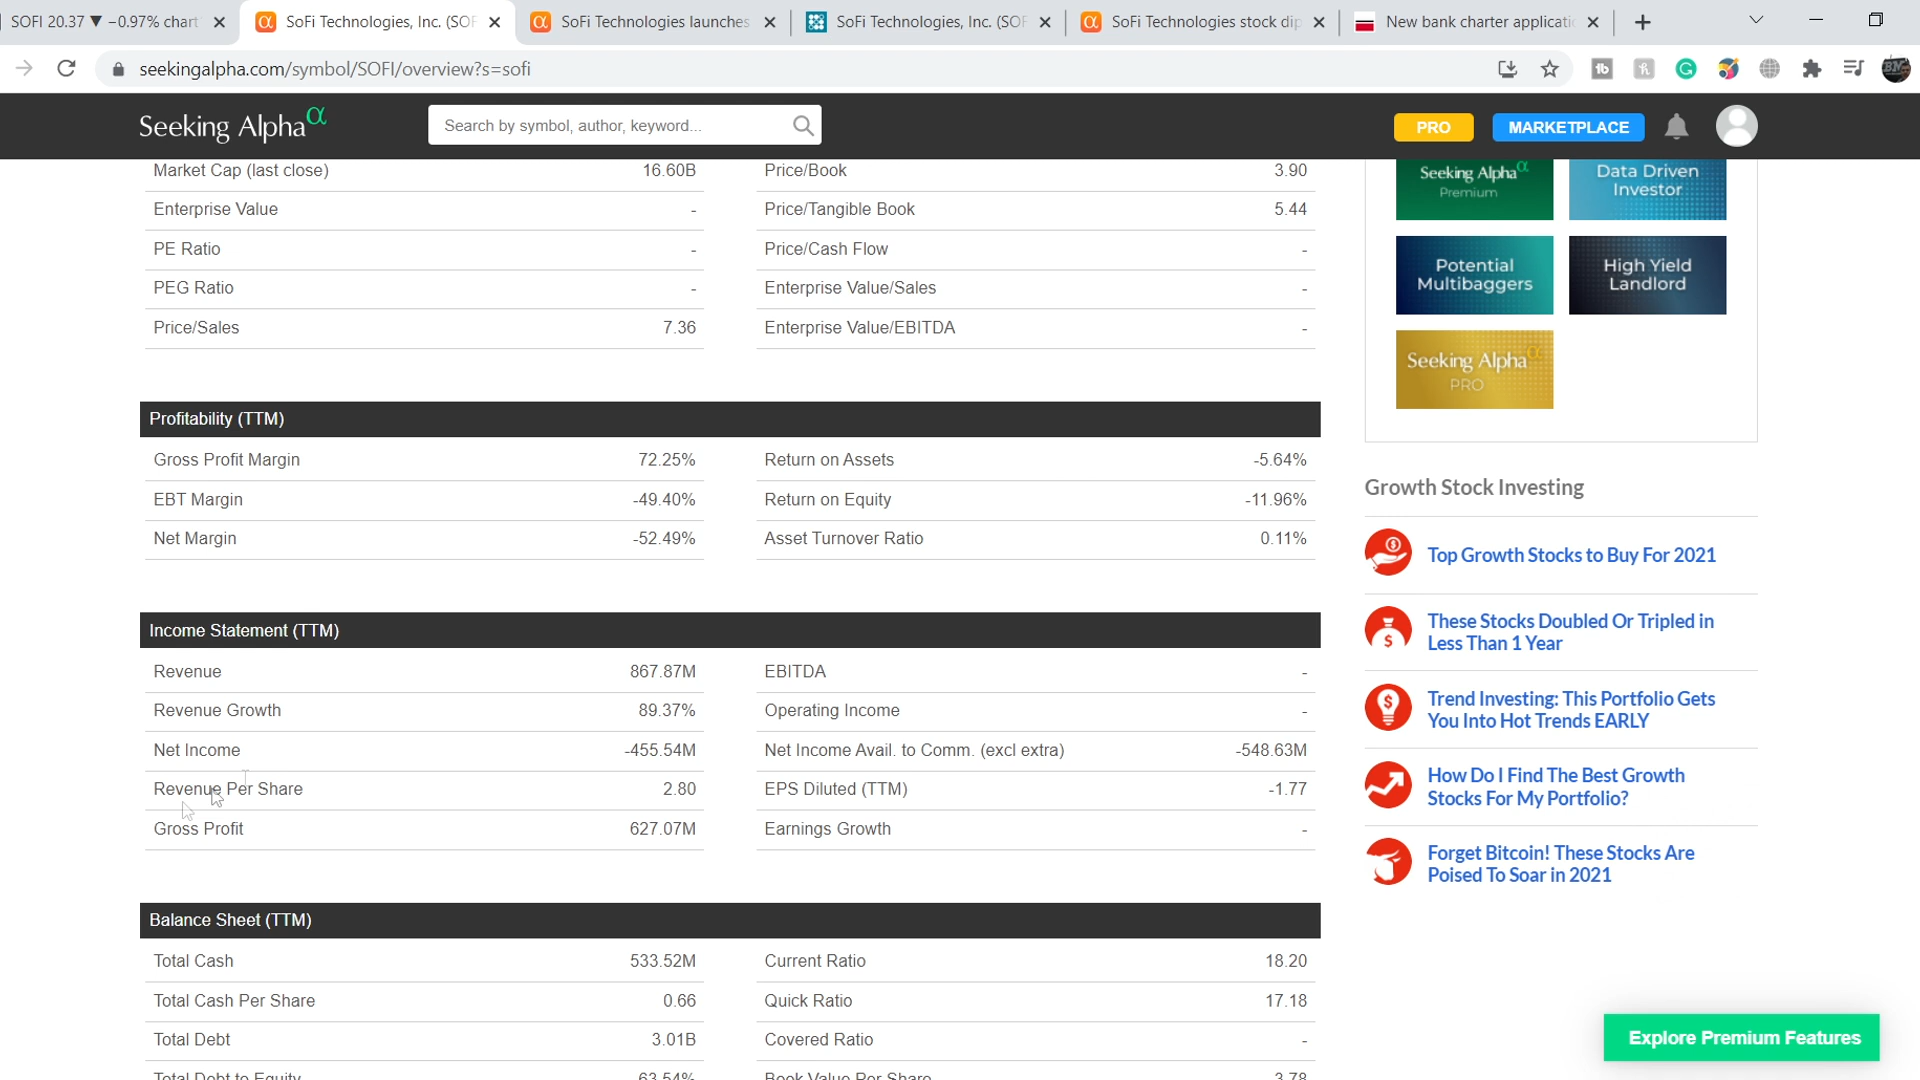 SOFI 20.37 ▼ −0.97% chart
SoFi Technologies, Inc. (SOF
SoFi Technologies launches
SoFi Technologies, Inc. (SOF
SoFi Technologies stock dip
New bank charter applicati
seekingalpha.com/symbol/SOFI/overview?s=sofi
Seeking Alpha α
Search by symbol, author, keyword...
PRO
MARKETPLACE
Market Cap (last close) 16.60B
Enterprise Value -
PE Ratio -
PEG Ratio -
Price/Sales 7.36
Price/Book 3.90
Price/Tangible Book 5.44
Price/Cash Flow -
Enterprise Value/Sales -
Enterprise Value/EBITDA -
Profitability (TTM)
Gross Profit Margin 72.25%
EBT Margin -49.40%
Net Margin -52.49%
Return on Assets -5.64%
Return on Equity -11.96%
Asset Turnover Ratio 0.11%
Income Statement (TTM)
Revenue 867.87M
Revenue Growth 89.37%
Net Income -455.54M
Revenue Per Share 2.80
Gross Profit 627.07M
EBITDA -
Operating Income -
Net Income Avail. to Comm. (excl extra) -548.63M
EPS Diluted (TTM) -1.77
Earnings Growth -
Balance Sheet (TTM)
Total Cash 533.52M
Total Cash Per Share 0.66
Total Debt 3.01B
Total Debt to Equity 63.54%
Current Ratio 18.20
Quick Ratio 17.18
Covered Ratio -
Book Value Per Share 3.78
Seeking Alpha α
Premium
Data Driven
Investor
Potential
Multibaggers
High Yield
Landlord
Seeking Alpha α
PRO
Growth Stock Investing
Top Growth Stocks to Buy For 2021
These Stocks Doubled Or Tripled in
Less Than 1 Year
Trend Investing: This Portfolio Gets
You Into Hot Trends EARLY
How Do I Find The Best Growth
Stocks For My Portfolio?
Forget Bitcoin! These Stocks Are
Poised To Soar in 2021
Explore Premium Features